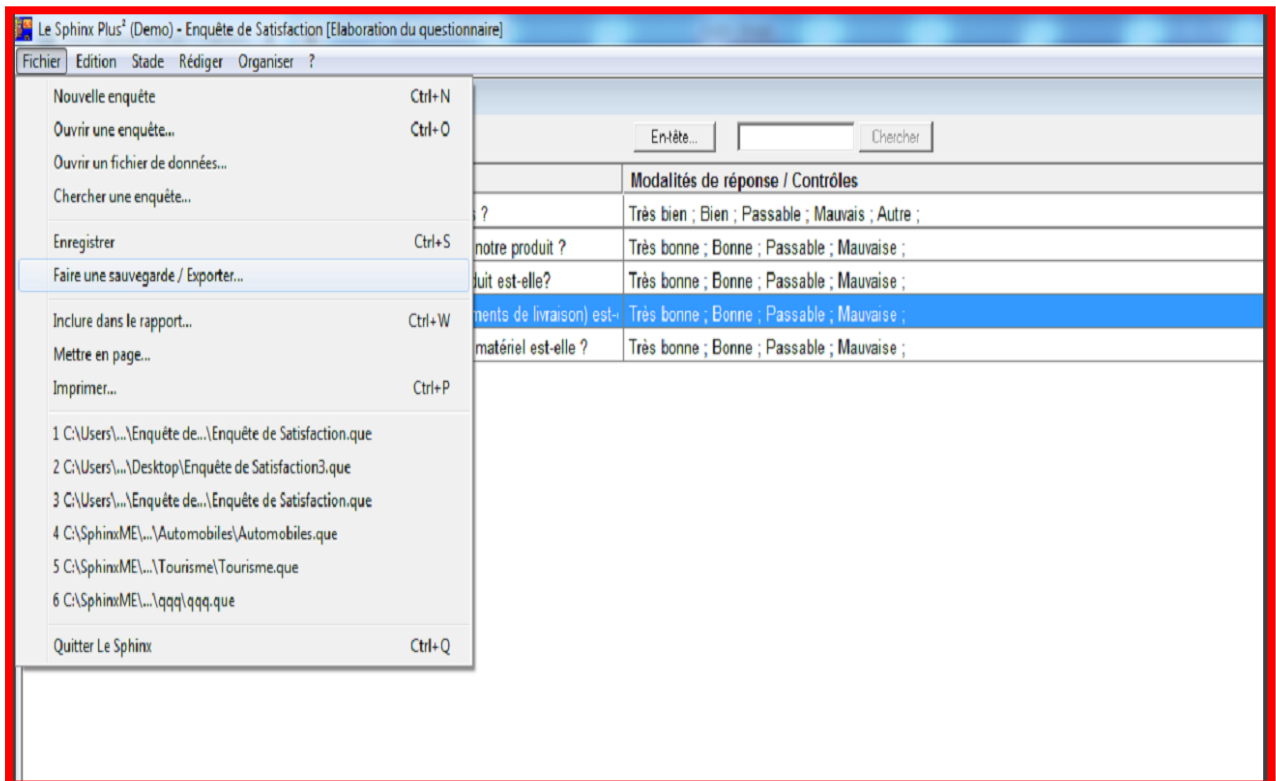 Le Sphinx Plus² (Demo) - Enquête de Satisfaction [Elaboration du questionnaire]
Fichier Edition Stade Rédiger Organiser ?
Nouvelle enquête Ctrl+N
Ouvrir une enquête... Ctrl+O
Ouvrir un fichier de données...
Chercher une enquête...
Enregistrer Ctrl+S
Faire une sauvegarde / Exporter...
Inclure dans le rapport... Ctrl+W
Mettre en page...
Imprimer... Ctrl+P
1 C:\Users\...\Enquête de...\Enquête de Satisfaction.que
2 C:\Users\...\Desktop\Enquête de Satisfaction3.que
3 C:\Users\...\Enquête de...\Enquête de Satisfaction.que
4 C:\SphinxME\...\Automobiles\Automobiles.que
5 C:\SphinxME\...\Tourisme\Tourisme.que
6 C:\SphinxME\...\qqq\qqq.que
Quitter Le Sphinx Ctrl+Q
En-tête... Chercher
Modalités de réponse / Contrôles
? Très bien ; Bien ; Passable ; Mauvais ; Autre ;
notre produit ? Très bonne ; Bonne ; Passable ; Mauvaise ;
duit est-elle? Très bonne ; Bonne ; Passable ; Mauvaise ;
ments de livraison) est- Très bonne ; Bonne ; Passable ; Mauvaise ;
matériel est-elle ? Très bonne ; Bonne ; Passable ; Mauvaise ;